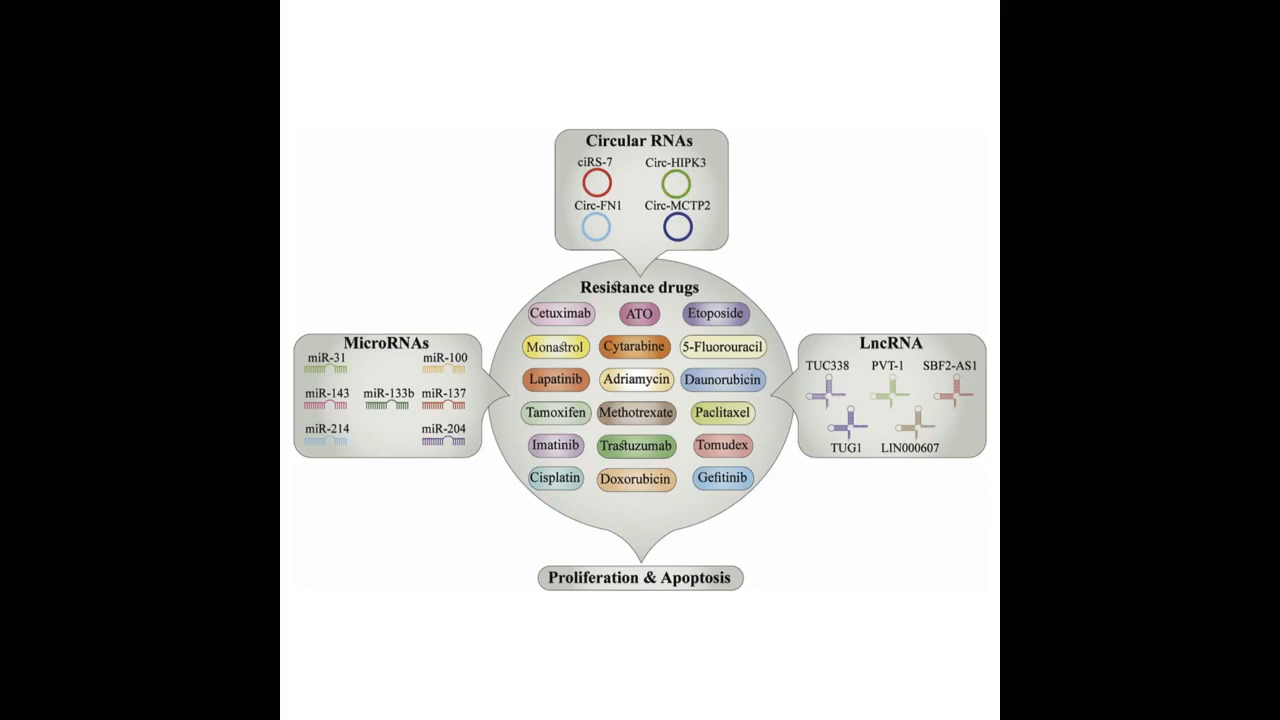 Circular RNAs
ciRS-7 Circ-HIPK3
Circ-FN1 Circ-MCTP2
Resistance drugs
Cetuximab ATO Etoposide
Monastrol Cytarabine 5-Fluorouracil
Lapatinib Adriamycin Daunorubicin
Tamoxifen Methotrexate Paclitaxel
Imatinib Trastuzumab Tomudex
Cisplatin Doxorubicin Gefitinib
MicroRNAs
miR-31 miR-100
miR-143 miR-133b miR-137
miR-214 miR-204
LncRNA
TUC338 PVT-1 SBF2-AS1
TUG1 LIN000607
Proliferation & Apoptosis